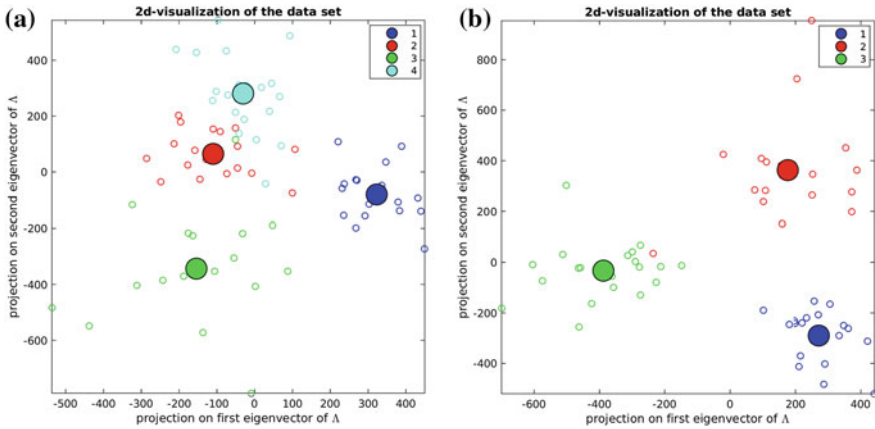 (a)
2d-visualization of the data set
projection on second eigenvector of Λ
400
200
0
-200
-400
-600
-500 -400 -300 -200 -100 0 100 200 300 400
projection on first eigenvector of Λ
1
2
3
4
(b)
2d-visualization of the data set
projection on second eigenvector of Λ
800
600
400
200
0
-200
-400
-600 -400 -200 0 200 400
projection on first eigenvector of Λ
1
2
3